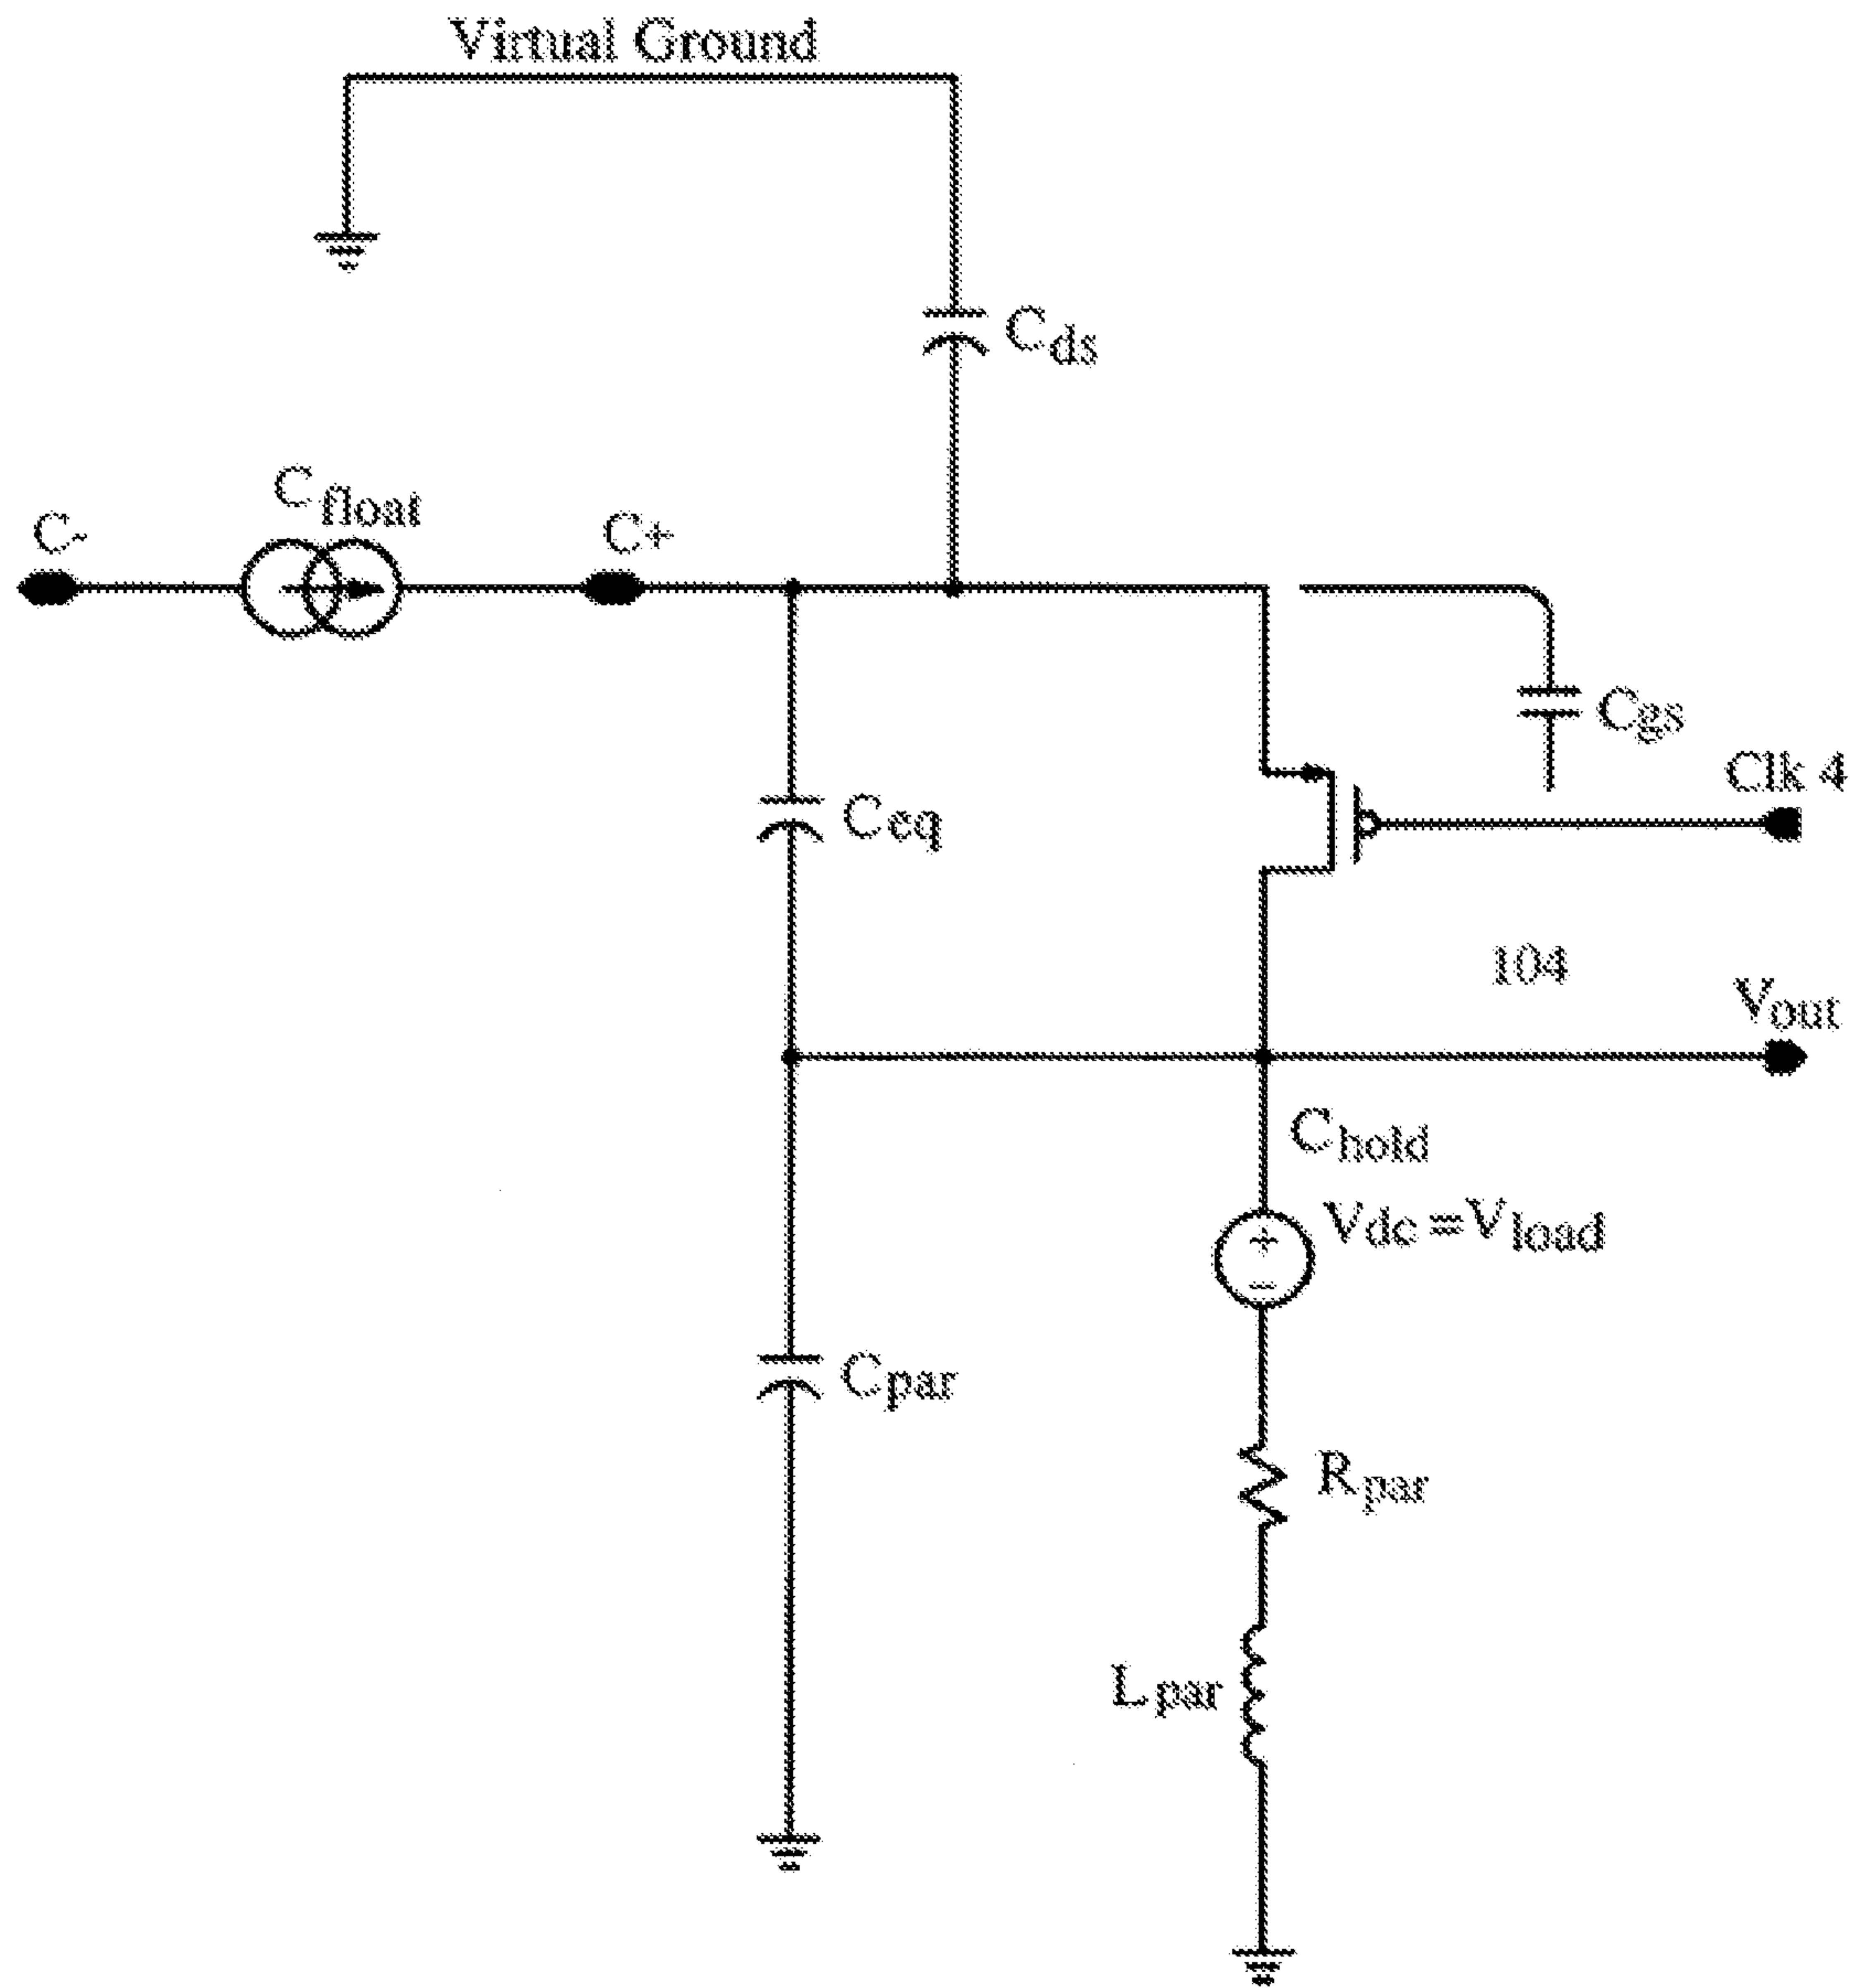 Virtual Ground
Cds
Cfloat
C-
C+
Cgs
Clk 4
Ceq
104
Vout
Chold
+
Vdc = Vload
-
Cpar
Rpar
Lpar